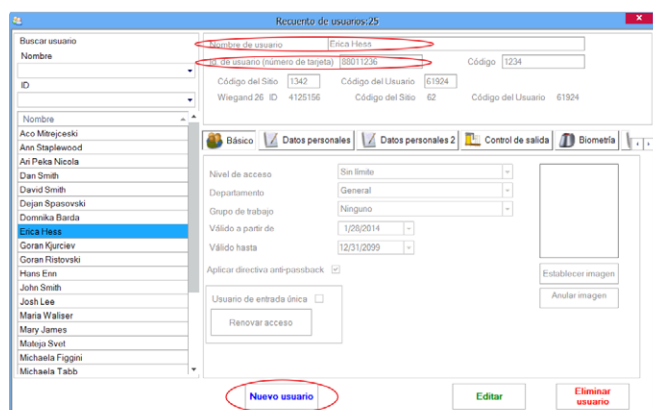 Recuento de usuarios:25
Buscar usuario
Nombre
ID
Nombre
Aco Mitrejceski
Ann Staplewood
Ari Peka Nicola
Dan Smith
David Smith
Dejan Spasovski
Domnika Barda
Erica Hess
Goran Kjurciev
Goran Ristovski
Hans Enn
John Smith
Josh Lee
Maria Waliser
Mary James
Mateja Svet
Michaela Figgini
Michaela Tabb
Nombre de usuario Erica Hess
Id. de usuario (número de tarjeta) 88011236 Código 1234
Código del Sitio 1342 Código del Usuario 61924
Wiegand 26 ID 4125156 Código del Sitio 62 Código del Usuario 61924
Básico Datos personales Datos personales 2 Control de salida Biometría
Nivel de acceso Sin límite
Departamento General
Grupo de trabajo Ninguno
Válido a partir de 1/28/2014
Válido hasta 12/31/2099
Aplicar directiva anti-passback
Establecer imagen
Usuario de entrada única
Anular imagen
Renovar acceso
Nuevo usuario Editar Eliminar usuario